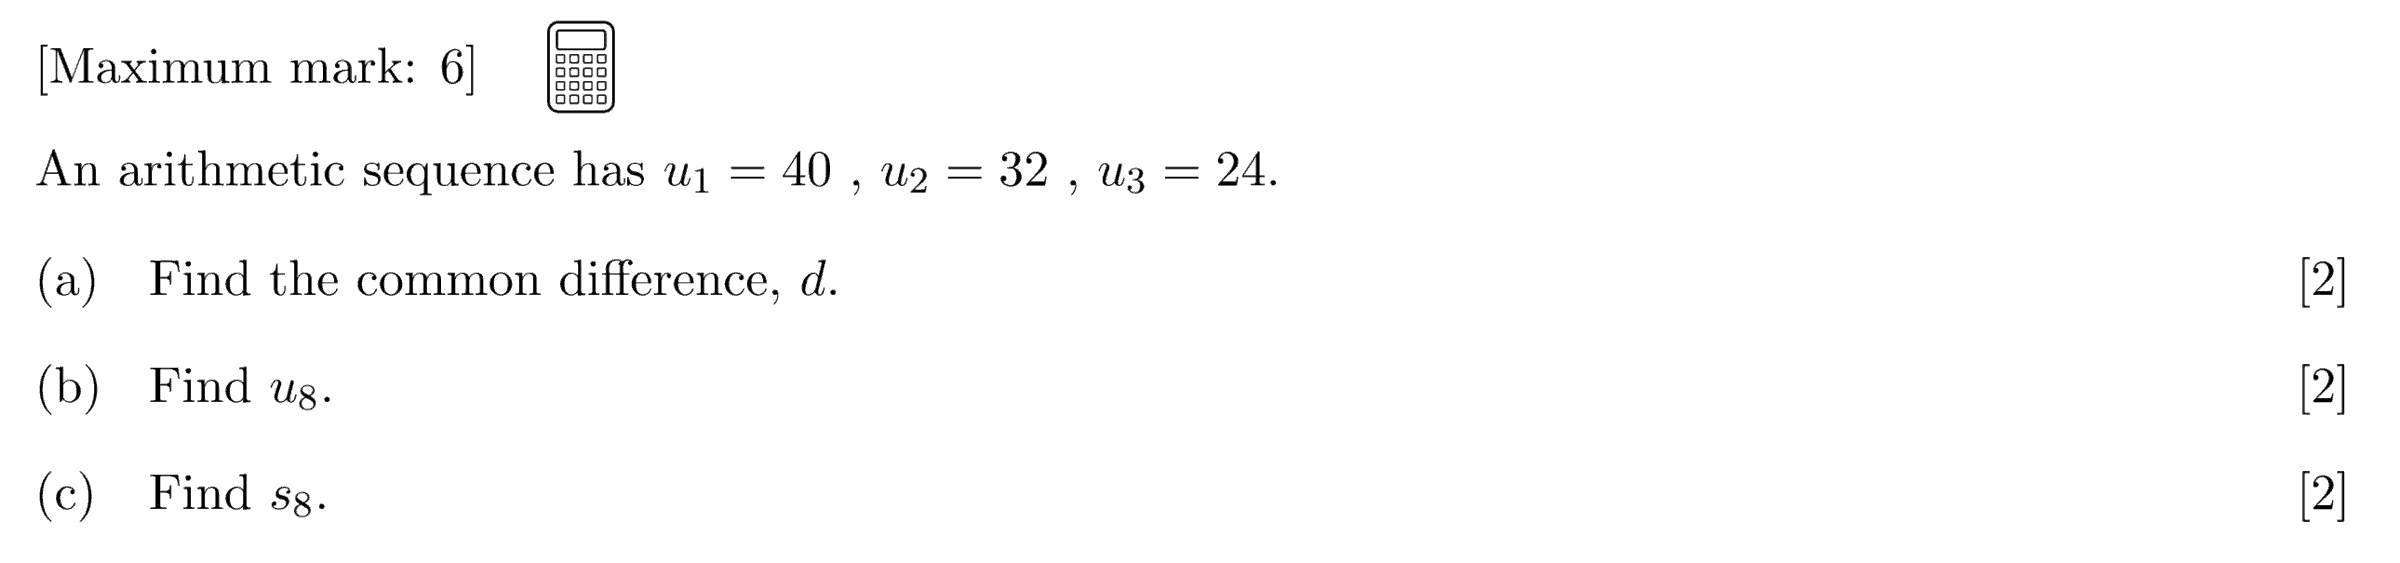 [Maximum mark: 6]
An arithmetic sequence has u₁ = 40 , u₂ = 32 , u₃ = 24.
(a) Find the common difference, d. [2]
(b) Find u₈. [2]
(c) Find s₈. [2]